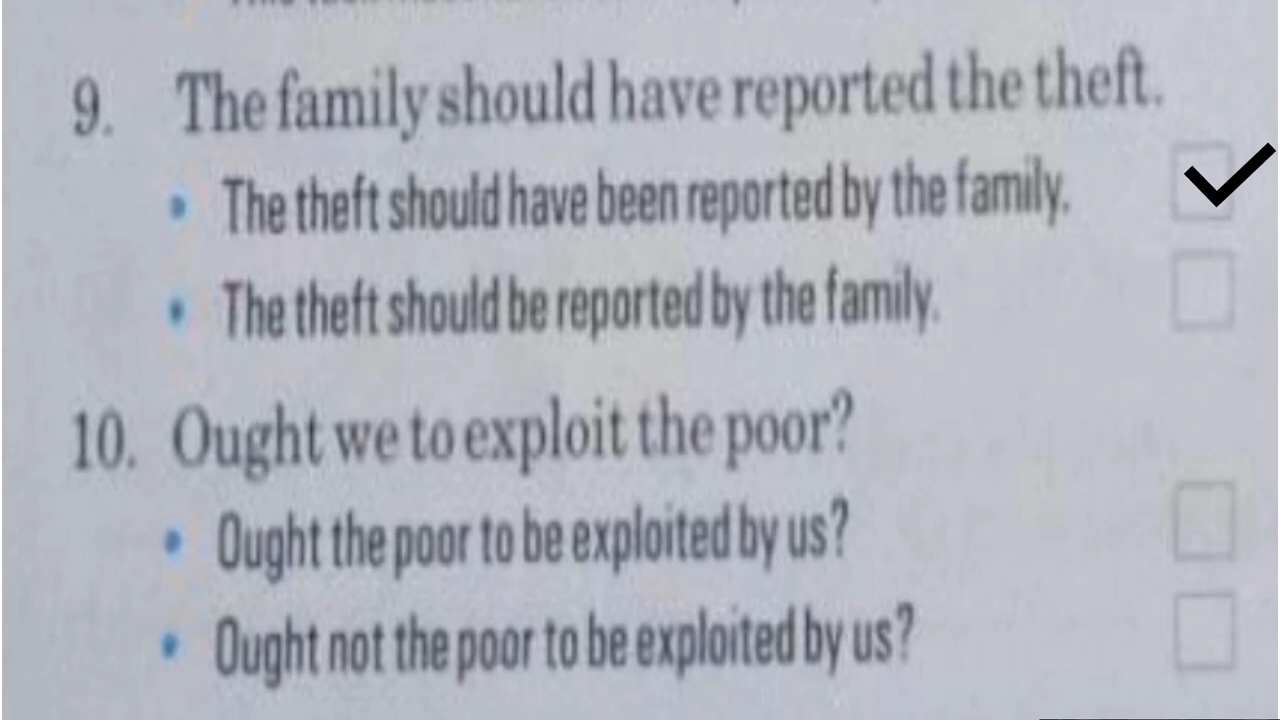 9. The family should have reported the theft.
• The theft should have been reported by the family.
• The theft should be reported by the family.
10. Ought we to exploit the poor?
• Ought the poor to be exploited by us?
• Ought not the poor to be exploited by us?